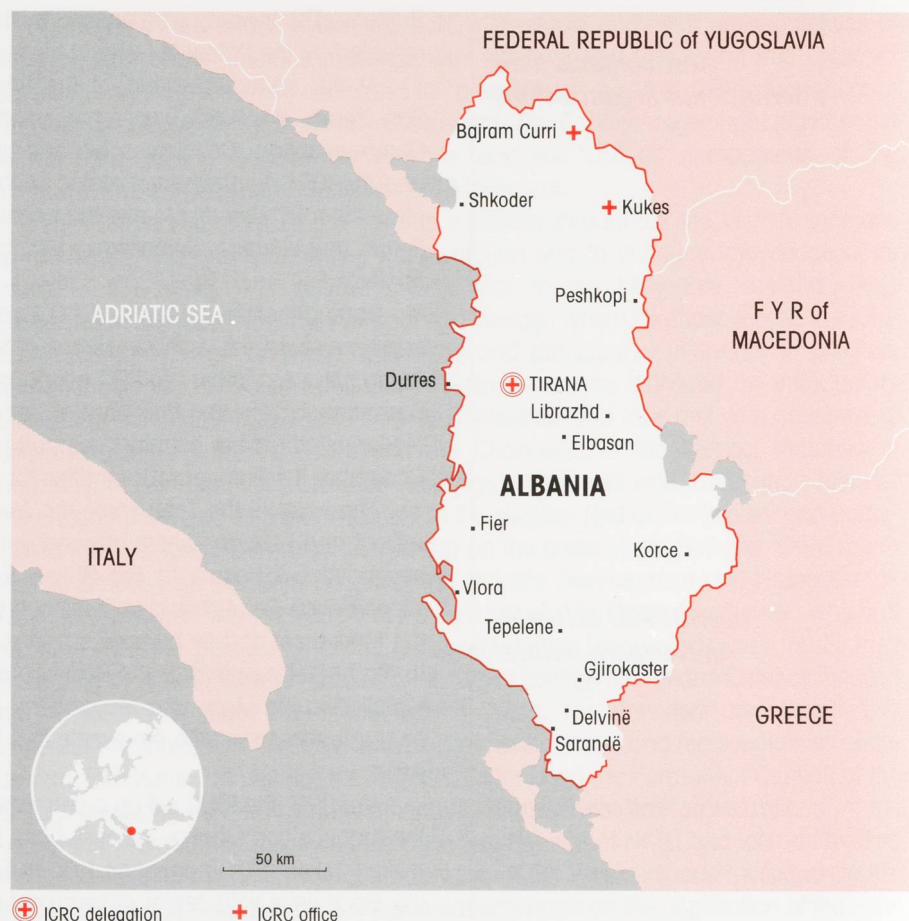 FEDERAL REPUBLIC of YUGOSLAVIA
Bajram Curri
Shkoder
Kukes
Peshkopi
ADRIATIC SEA
F Y R of
MACEDONIA
Durres
TIRANA
Librazhd
Elbasan
ALBANIA
Fier
ITALY
Korce
Vlora
Tepelene
Gjirokaster
Delvinë
GREECE
Sarandë
50 km
ICRC delegation
ICRC office